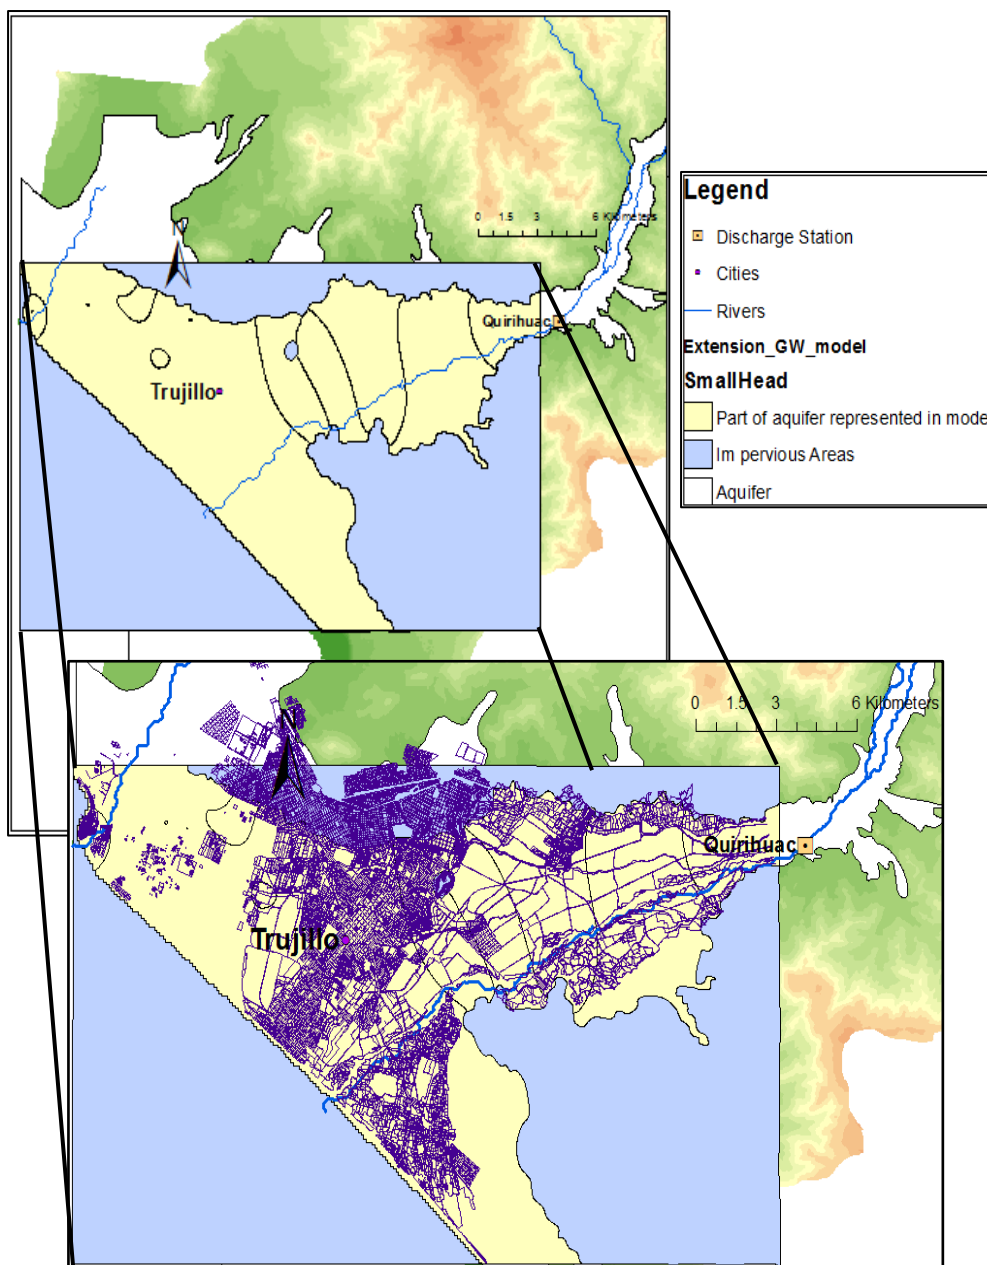 0 1.5 3 6 Kilometers
N
Quirihuac
Trujillo
Legend
Discharge Station
Cities
Rivers
Extension_GW_model
SmallHead
Part of aquifer represented in mode
Im pervious Areas
Aquifer
0 1.5 3 6 Kilometers
N
Quirihuac
Trujillo